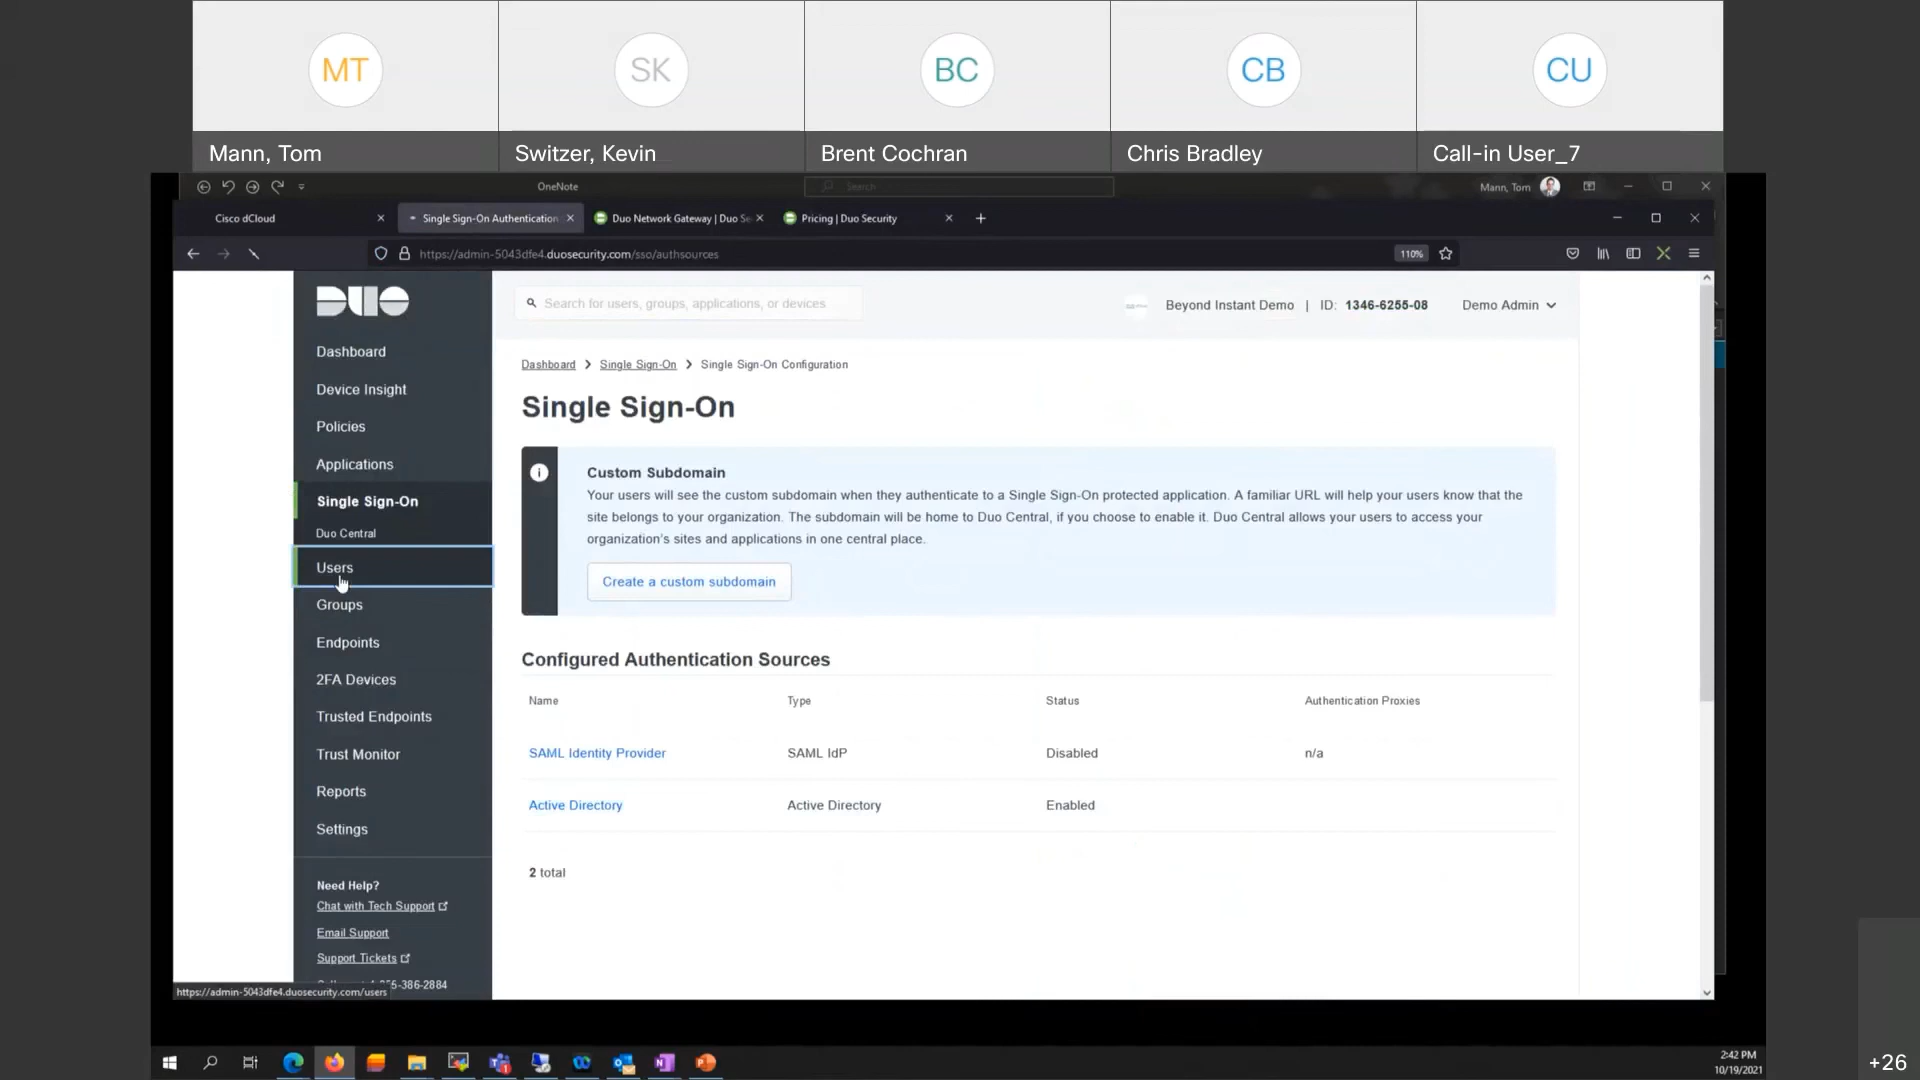 MT
SK
BC
CB
CU
Mann, Tom
Switzer, Kevin
Brent Cochran
Chris Bradley
Call-in User_7
OneNote
Search
Mann, Tom
Cisco dCloud
Single Sign-On Authentication
Duo Network Gateway | Duo Se
Pricing | Duo Security
https://admin-5043dfe4.duosecurity.com/sso/authsources
110%
DUO
Search for users, groups, applications, or devices
Beyond Instant Demo | ID: 1346-6255-08
Demo Admin
Dashboard
Device Insight
Policies
Applications
Single Sign-On
Duo Central
Users
Groups
Endpoints
2FA Devices
Trusted Endpoints
Trust Monitor
Reports
Settings
Need Help?
Chat with Tech Support
Email Support
Support Tickets
6-386-2884
https://admin-5043dfe4.duosecurity.com/users
Dashboard > Single Sign-On > Single Sign-On Configuration
Single Sign-On
Custom Subdomain
Your users will see the custom subdomain when they authenticate to a Single Sign-On protected application. A familiar URL will help your users know that the
site belongs to your organization. The subdomain will be home to Duo Central, if you choose to enable it. Duo Central allows your users to access your
organization's sites and applications in one central place.
Create a custom subdomain
Configured Authentication Sources
Name Type Status Authentication Proxies
SAML Identity Provider SAML IdP Disabled n/a
Active Directory Active Directory Enabled
2 total
2:42 PM
10/19/2021
+26